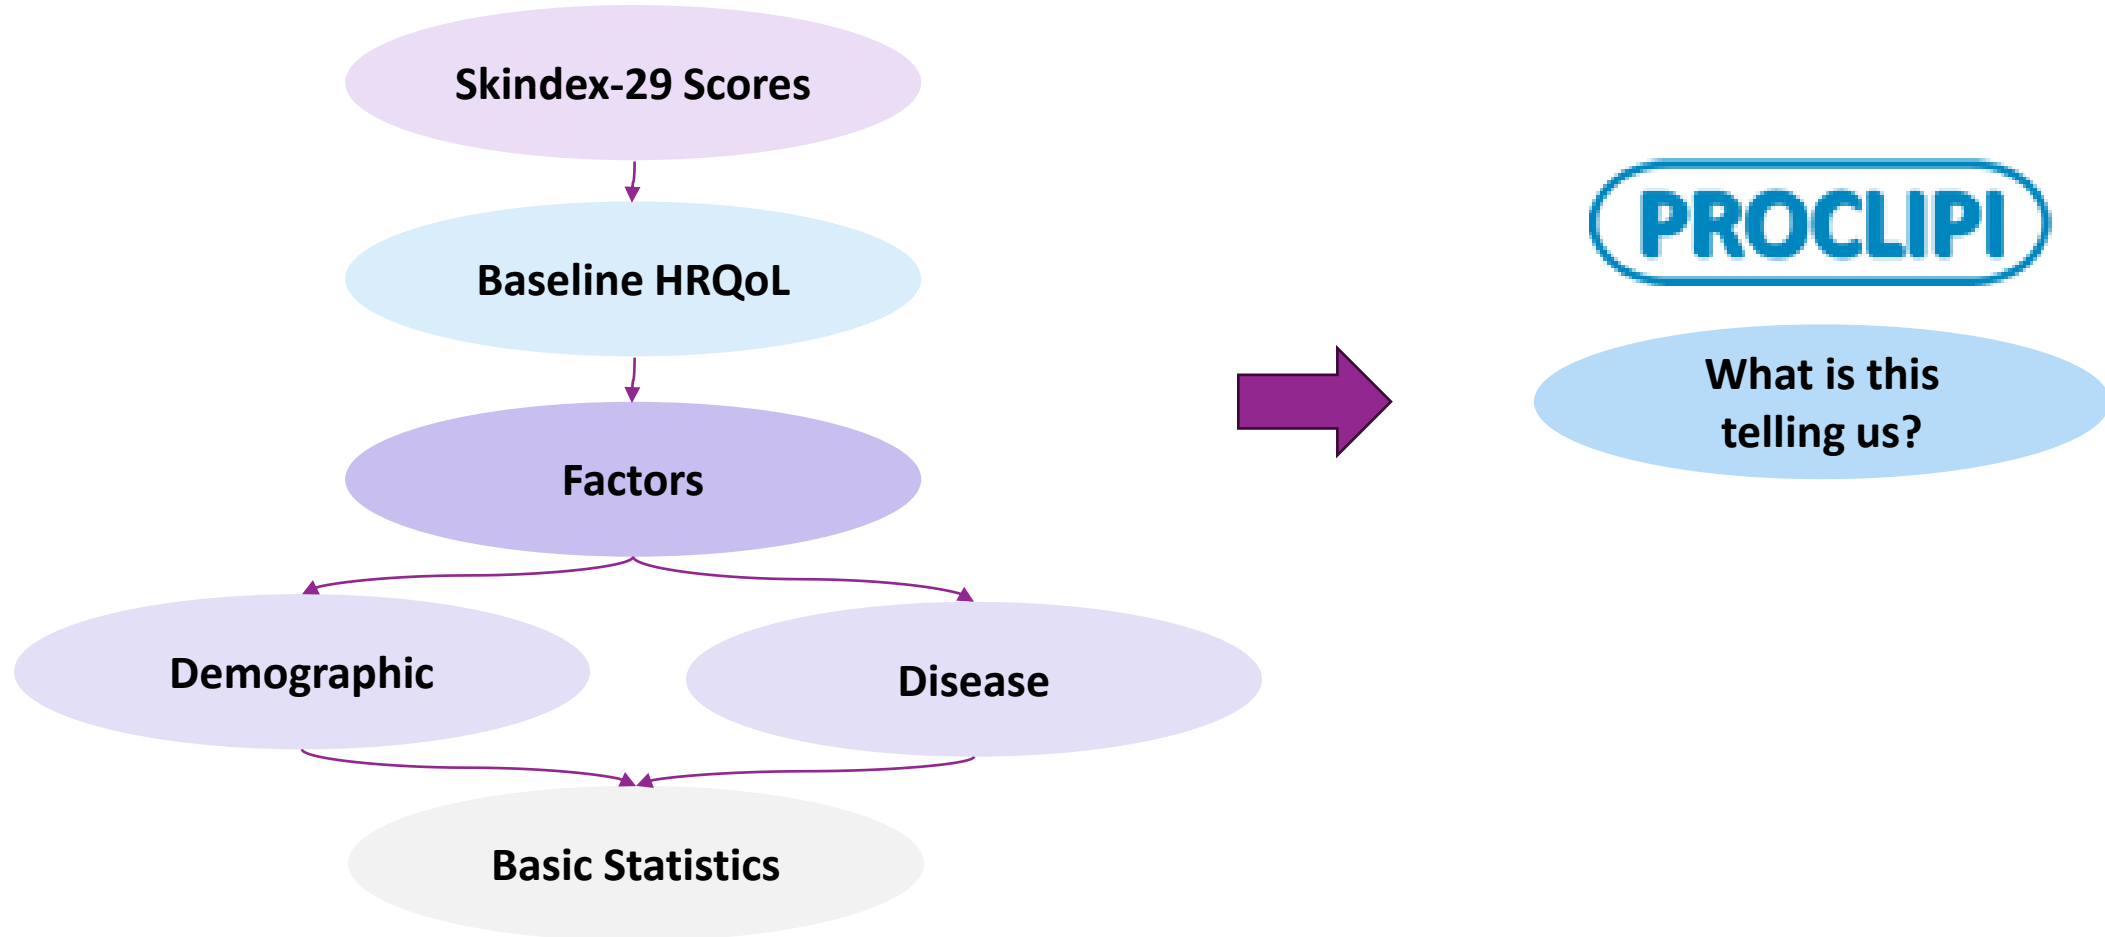 Skindex-29 Scores
Baseline HRQoL
Factors
Demographic
Disease
Basic Statistics
PROCLIPI
What is this
telling us?